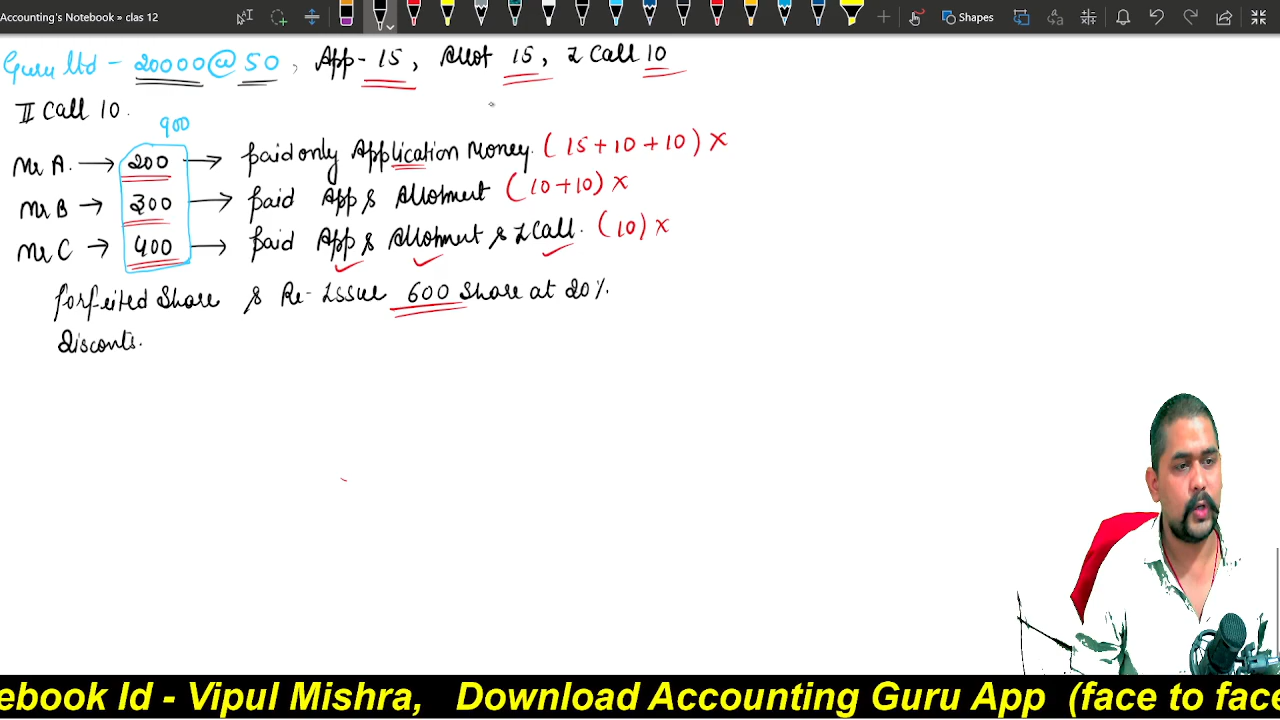 Accounting's Notebook » clas 12
Shapes
Guru ltd - 20000@50, App - 15, Allot 15, I Call 10
II Call 10.
900
Mr A. → 200 → paid only Application Money. (15+10+10) ×
Mr B → 300 → paid App & Allotment (10+10) ×
Mr C → 400 → paid App & Allotment & I Call. (10) ×
forfeited Share & Re-Issue 600 Share at 20%
Disconts.
ebook Id - Vipul Mishra, Download Accounting Guru App (face to face